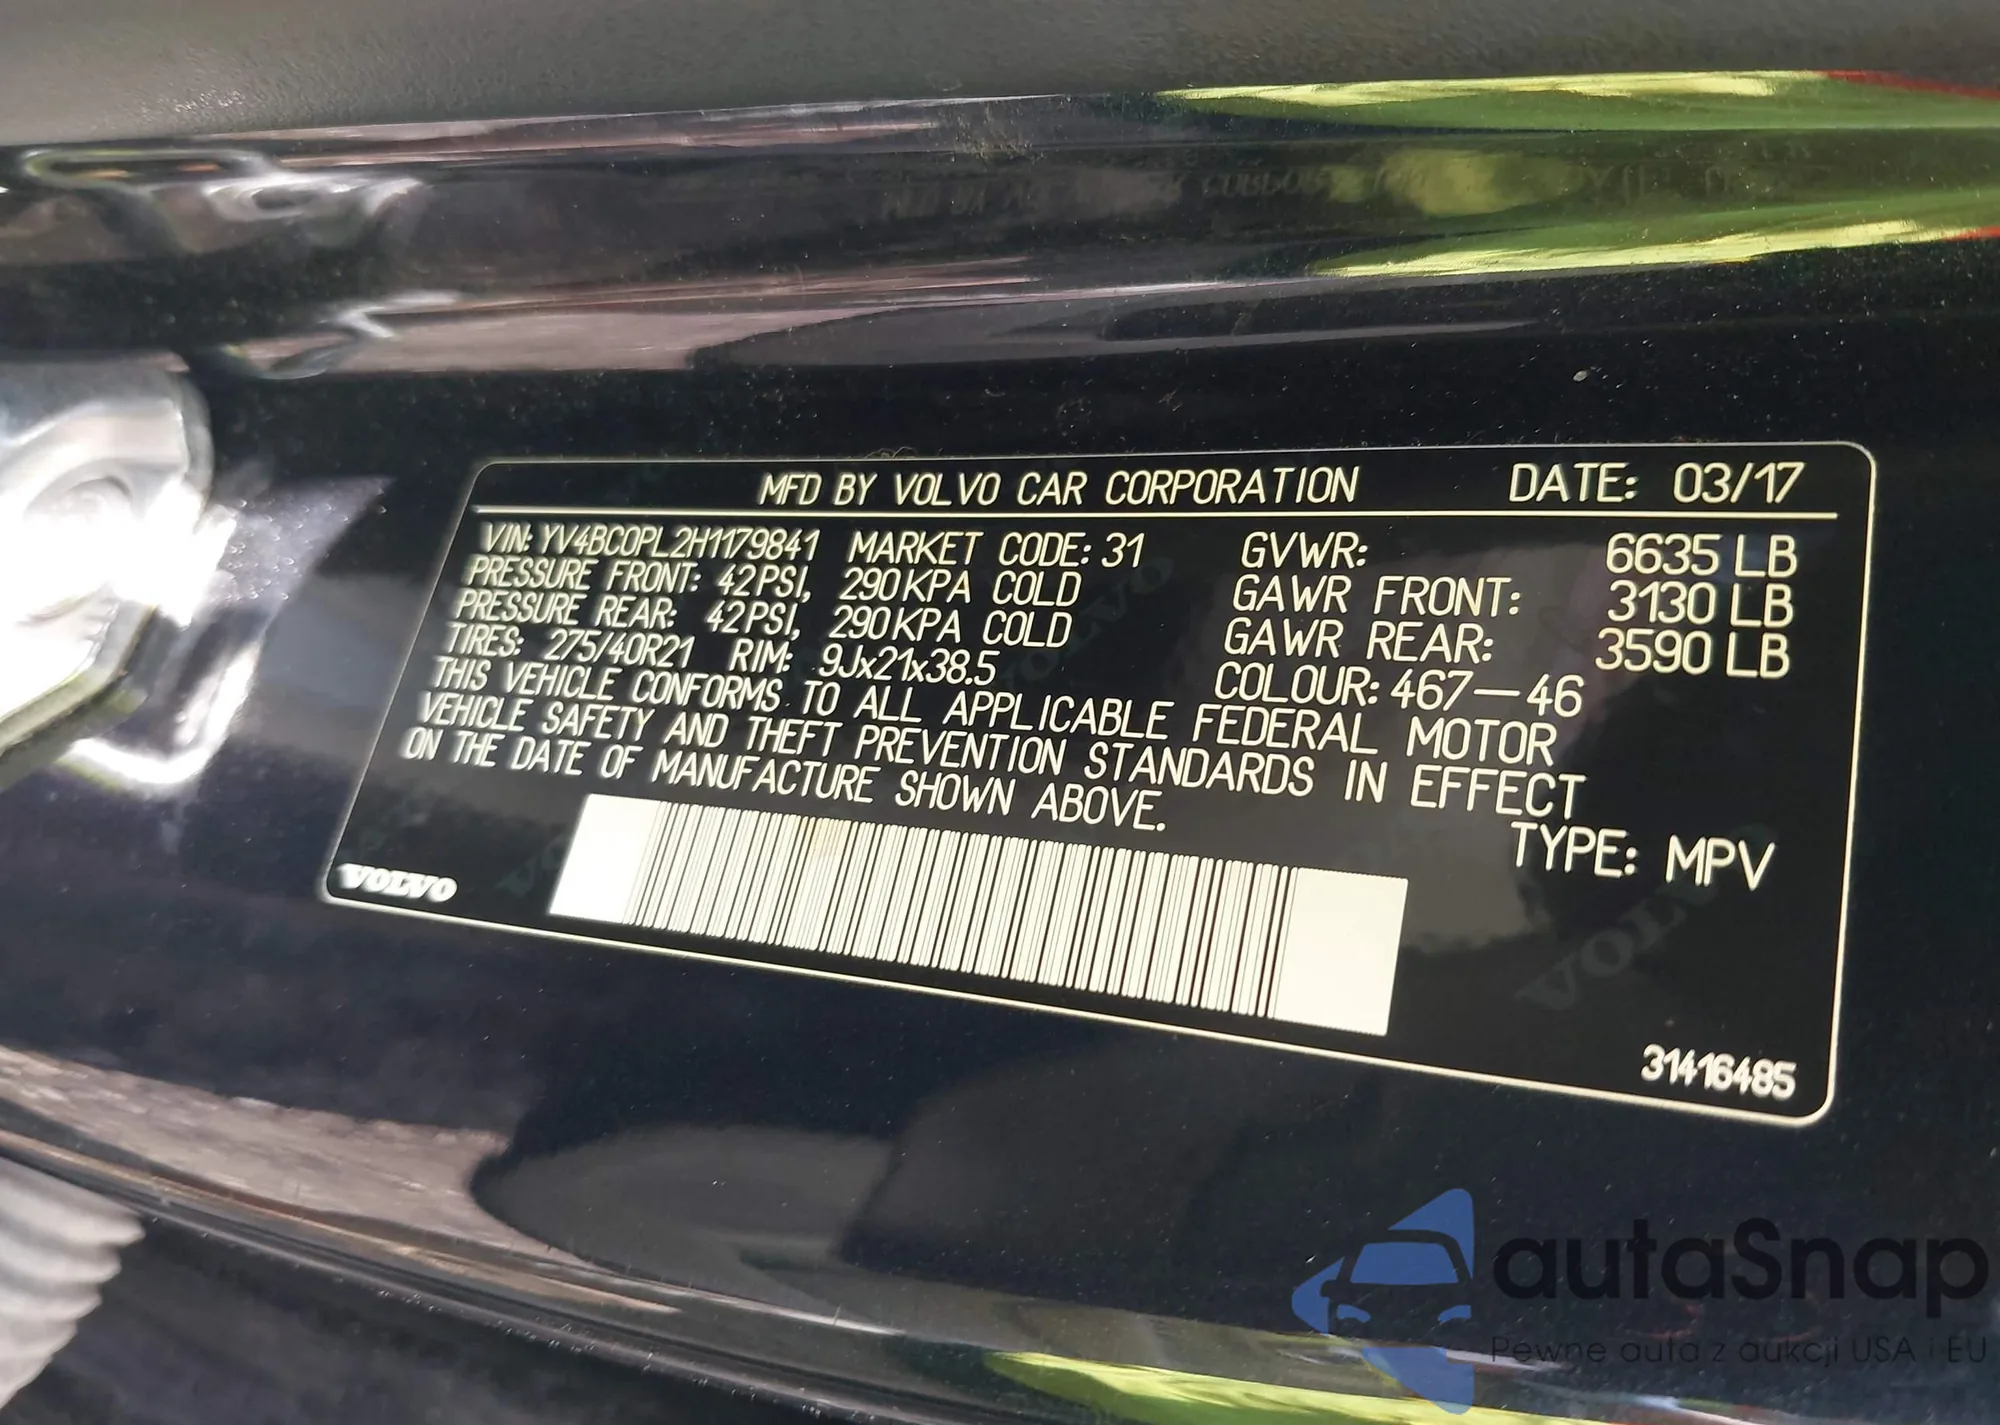 MFD BY VOLVO CAR CORPORATION DATE: 03/17
VIN: YV4BC0PL2H1179841 MARKET CODE: 31 GVWR: 6635 LB
PRESSURE FRONT: 42PSI, 290KPA COLD GAWR FRONT: 3130 LB
PRESSURE REAR: 42PSI, 290KPA COLD GAWR REAR: 3590 LB
TIRES: 275/40R21 RIM: 9Jx21x38.5 COLOUR: 467—46
THIS VEHICLE CONFORMS TO ALL APPLICABLE FEDERAL MOTOR
VEHICLE SAFETY AND THEFT PREVENTION STANDARDS IN EFFECT
ON THE DATE OF MANUFACTURE SHOWN ABOVE.
TYPE: MPV
VOLVO
31416485
autaSnap
Pewne auta z aukcji USA i EU